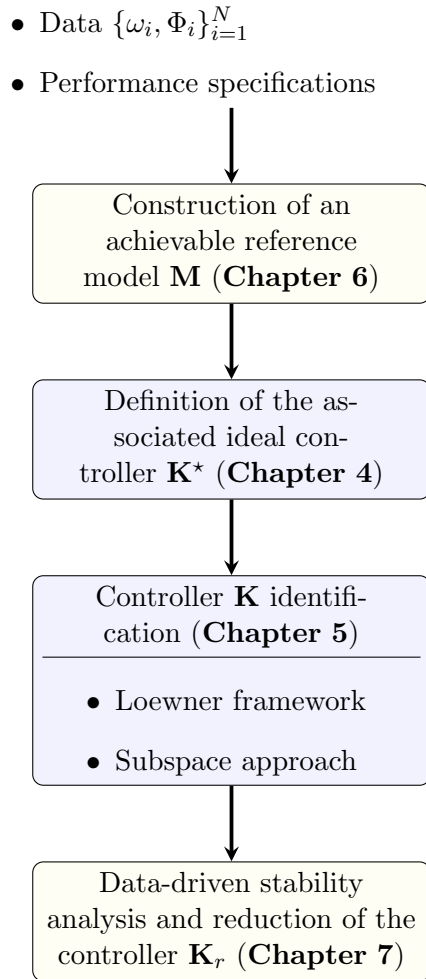 • Data {ωᵢ, Φᵢ}ᵢ₌₁ᴺ
• Performance specifications
Construction of an
achievable reference
model M (Chapter 6)
Definition of the as-
sociated ideal con-
troller K⋆ (Chapter 4)
Controller K identifi-
cation (Chapter 5)
• Loewner framework
• Subspace approach
Data-driven stability
analysis and reduction of the
controller Kᵣ (Chapter 7)